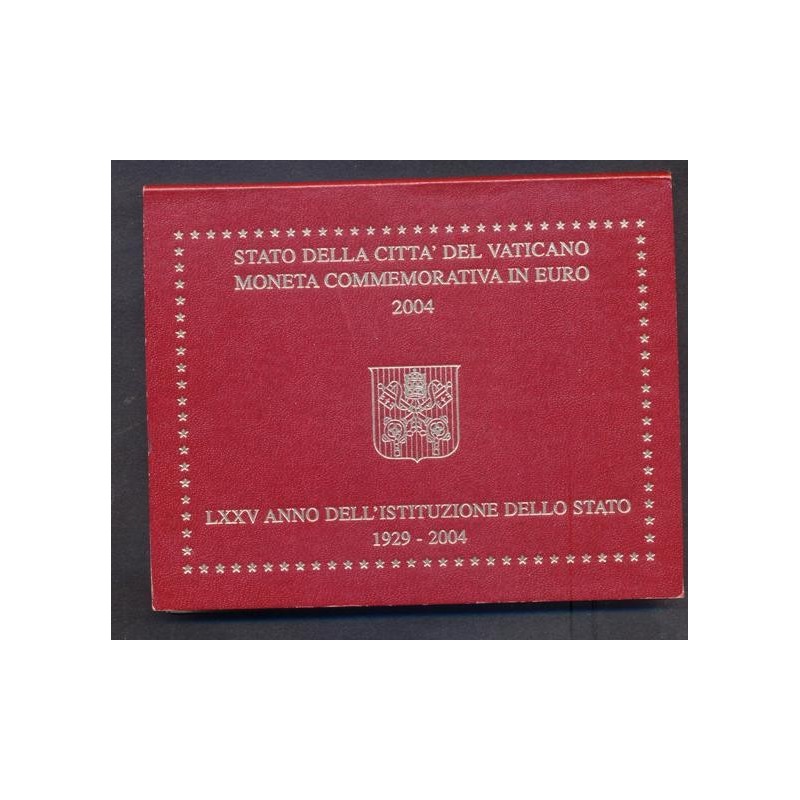 STATO DELLA CITTA' DEL VATICANO
MONETA COMMEMORATIVA IN EURO
2004
LXXV ANNO DELL'ISTITUZIONE DELLO STATO
1929 - 2004